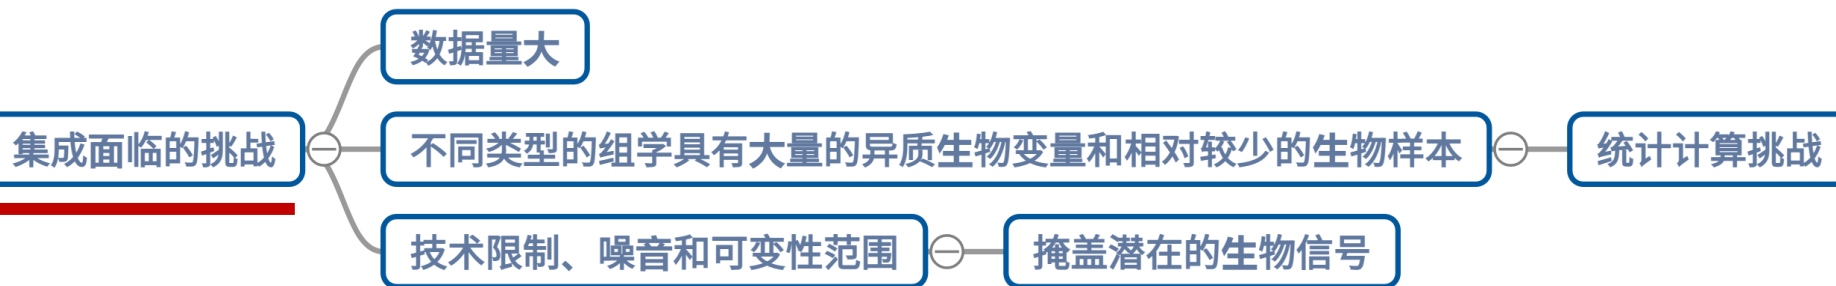 数据量大
集成面临的挑战
不同类型的组学具有大量的异质生物变量和相对较少的生物样本
统计计算挑战
技术限制、噪音和可变性范围
掩盖潜在的生物信号